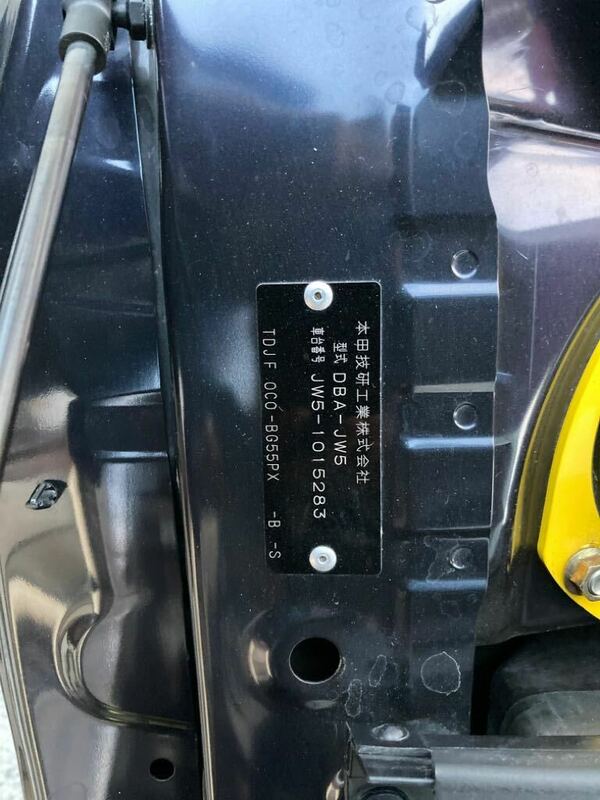 本田技研工業株式会社
型式 DBA-JW5
車台番号 JW5-1015283
TDJF 0C0-BG55PX -B -S